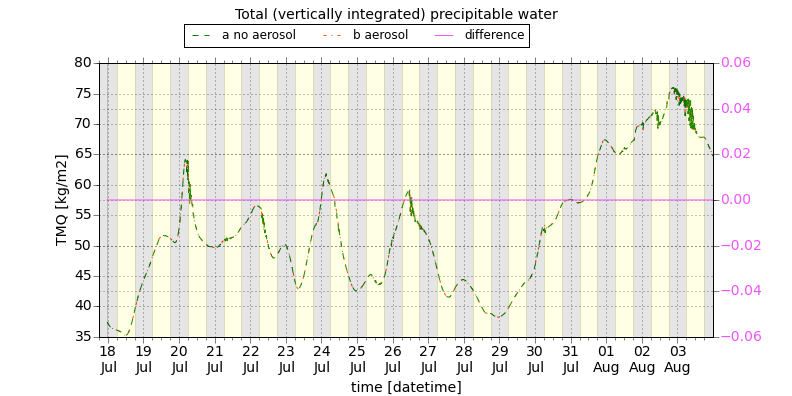 Total (vertically integrated) precipitable water
a no aerosol b aerosol difference
80 0.06
75 0.04
70
65 0.02
60
55 0.00
50 −0.02
45
40 −0.04
35 −0.06
TMQ [kg/m2]
18 19 20 21 22 23 24 25 26 27 28 29 30 31 01 02 03
Jul Jul Jul Jul Jul Jul Jul Jul Jul Jul Jul Jul Jul Jul Aug Aug Aug
time [datetime]